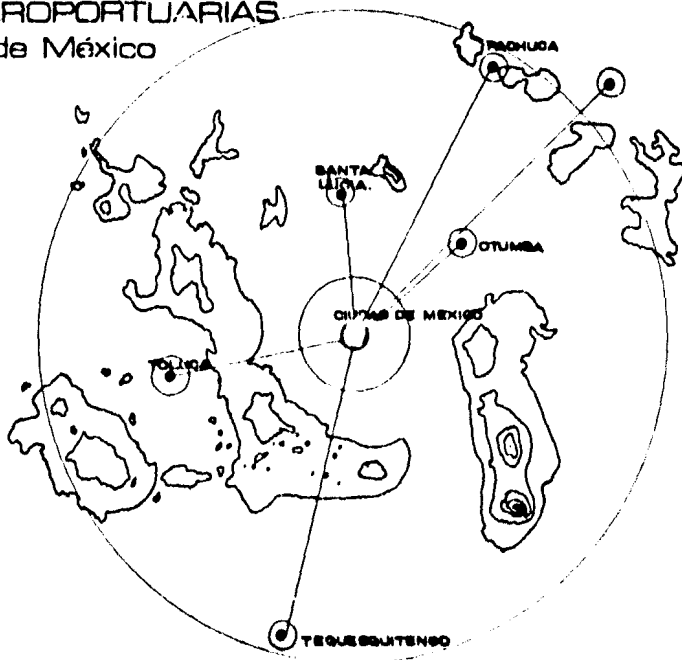 ROPORTUARIAS
de México
PACHUCA
SANTA
LUCIA.
OTUMBA
CIUDAD DE MEXICO
TOLUCA
TEQUESQUITENGO